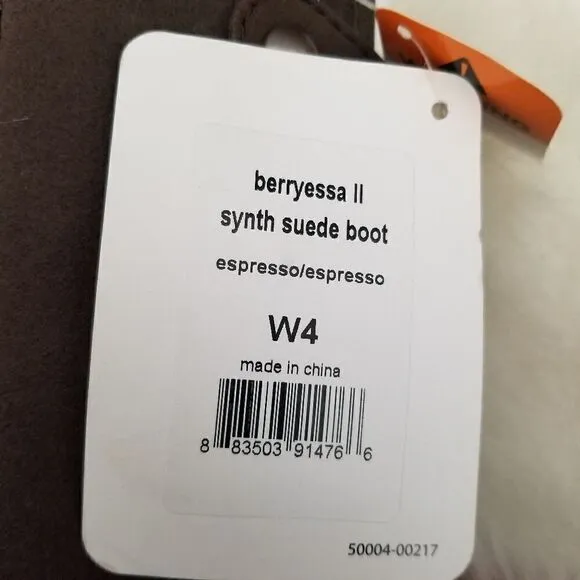 berryessa II
synth suede boot
espresso/espresso
W4
made in china
8 83503 91476 6
50004-00217